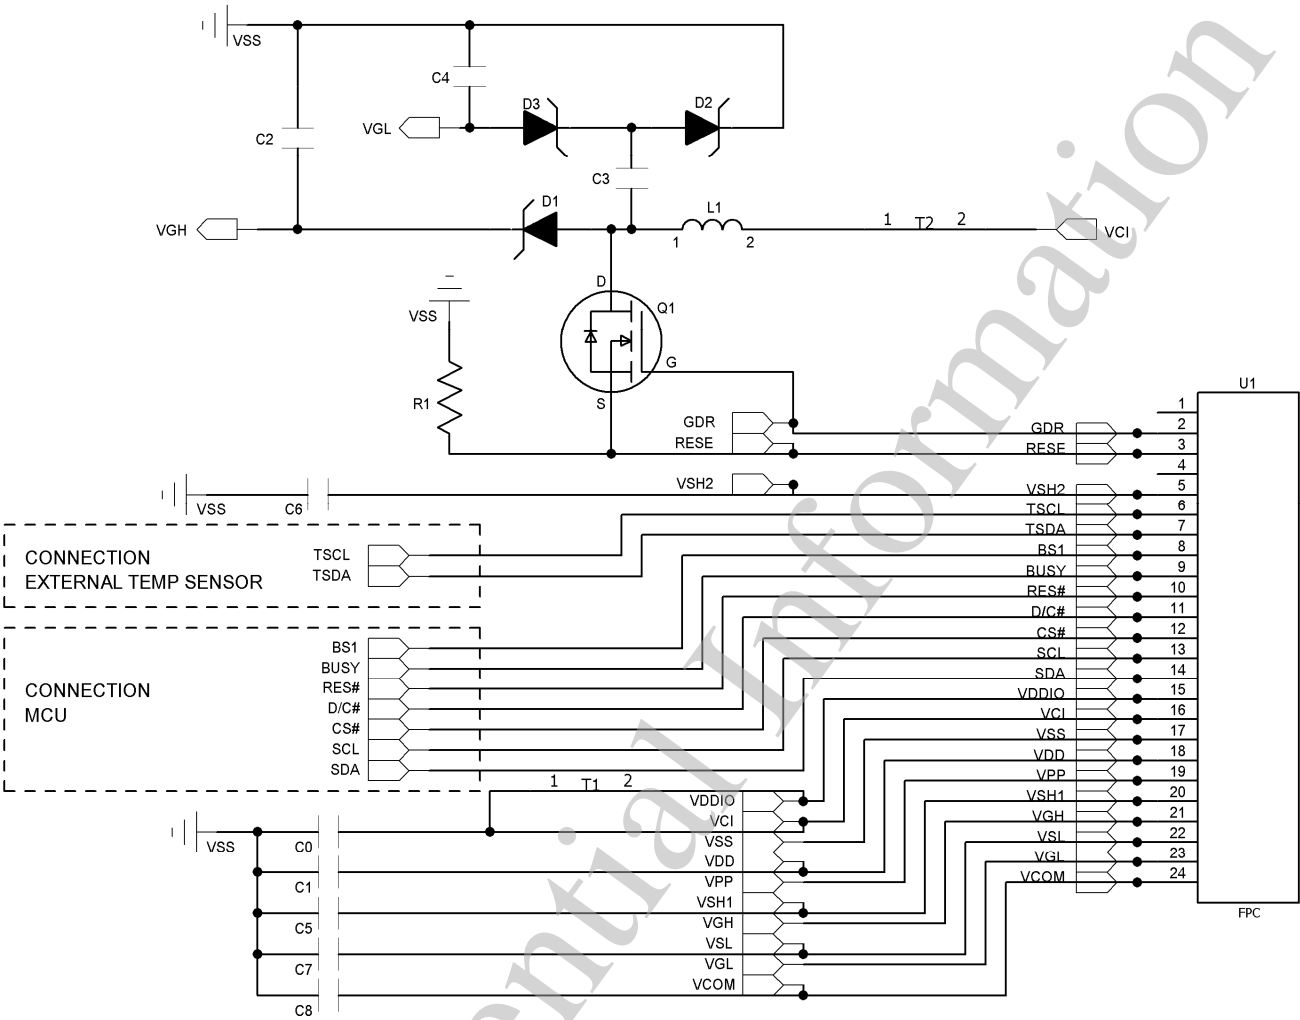 VSS
C4
D3
D2
VGL
C2
C3
D1
L1
VGH
1 2
1 T2 2
VCI
D
Q1
VSS
G
R1
S
U1
GDR
RESE
GDR
RESE
1
2
3
4
VSH2
VSS
C6
VSH2
5
TSCL
6
TSDA
7
BS1
8
BUSY
9
RES#
10
D/C#
11
CS#
12
SCL
13
SDA
14
VDDIO
15
VCI
16
VSS
17
VDD
18
VPP
19
VSH1
20
VGH
21
VSL
22
VGL
23
VCOM
24
FPC
CONNECTION
EXTERNAL TEMP SENSOR
TSCL
TSDA
CONNECTION
MCU
BS1
BUSY
RES#
D/C#
CS#
SCL
SDA
1 T1 2
VDDIO
VCI
VSS
VDD
VPP
VSH1
VGH
VSL
VGL
VCOM
VSS
C0
C1
C5
C7
C8
ential Information